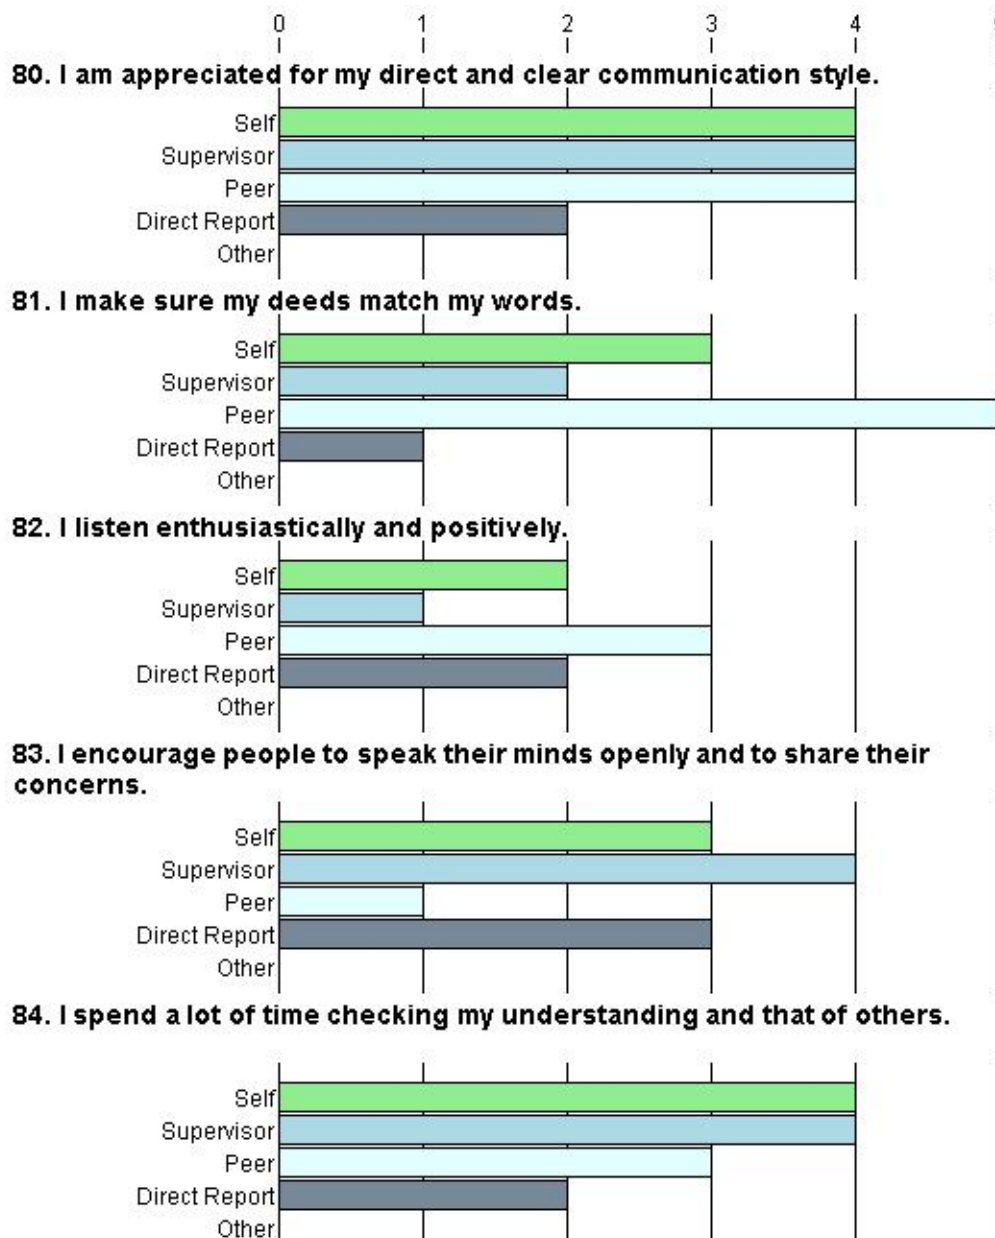 0 1 2 3 4
80. I am appreciated for my direct and clear communication style.
Self
Supervisor
Peer
Direct Report
Other
81. I make sure my deeds match my words.
Self
Supervisor
Peer
Direct Report
Other
82. I listen enthusiastically and positively.
Self
Supervisor
Peer
Direct Report
Other
83. I encourage people to speak their minds openly and to share their
concerns.
Self
Supervisor
Peer
Direct Report
Other
84. I spend a lot of time checking my understanding and that of others.
Self
Supervisor
Peer
Direct Report
Other